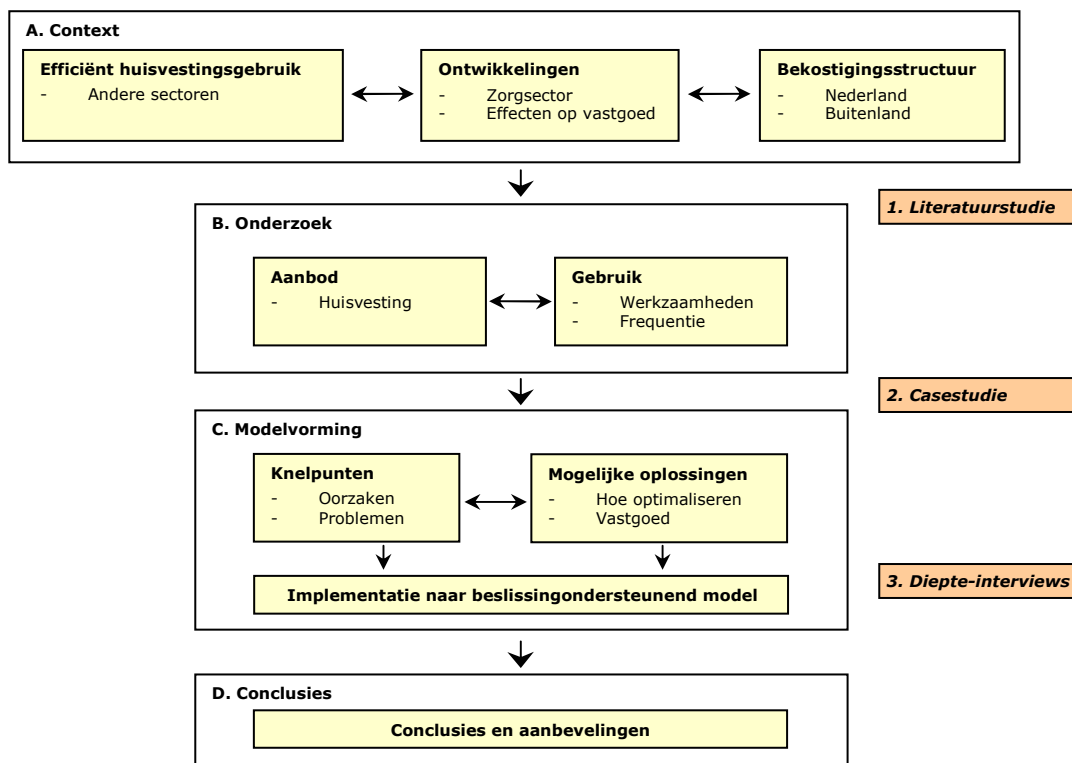 A. Context
Efficiënt huisvestingsgebruik
- Andere sectoren
Ontwikkelingen
- Zorgsector
- Effecten op vastgoed
Bekostigingsstructuur
- Nederland
- Buitenland
1. Literatuurstudie
B. Onderzoek
Aanbod
- Huisvesting
Gebruik
- Werkzaamheden
- Frequentie
2. Casestudie
C. Modelvorming
Knelpunten
- Oorzaken
- Problemen
Mogelijke oplossingen
- Hoe optimaliseren
- Vastgoed
3. Diepte-interviews
Implementatie naar beslissingondersteunend model
D. Conclusies
Conclusies en aanbevelingen